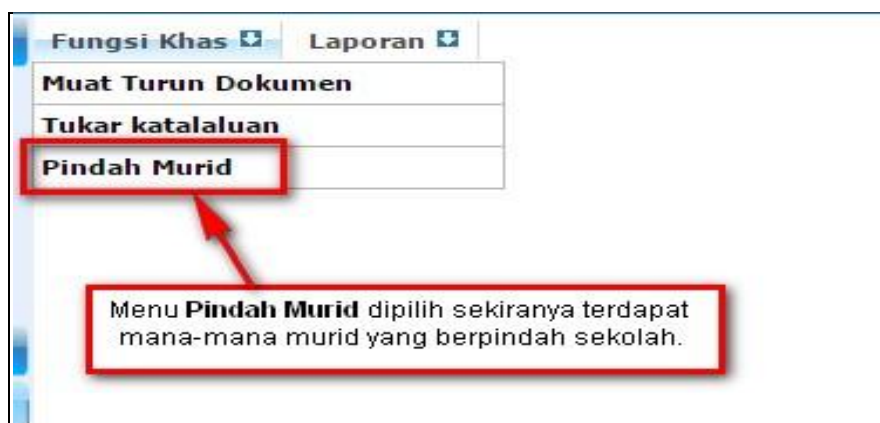 Fungsi Khas Laporan
Muat Turun Dokumen
Tukar katalaluan
Pindah Murid
Menu Pindah Murid dipilih sekiranya terdapat
mana-mana murid yang berpindah sekolah.